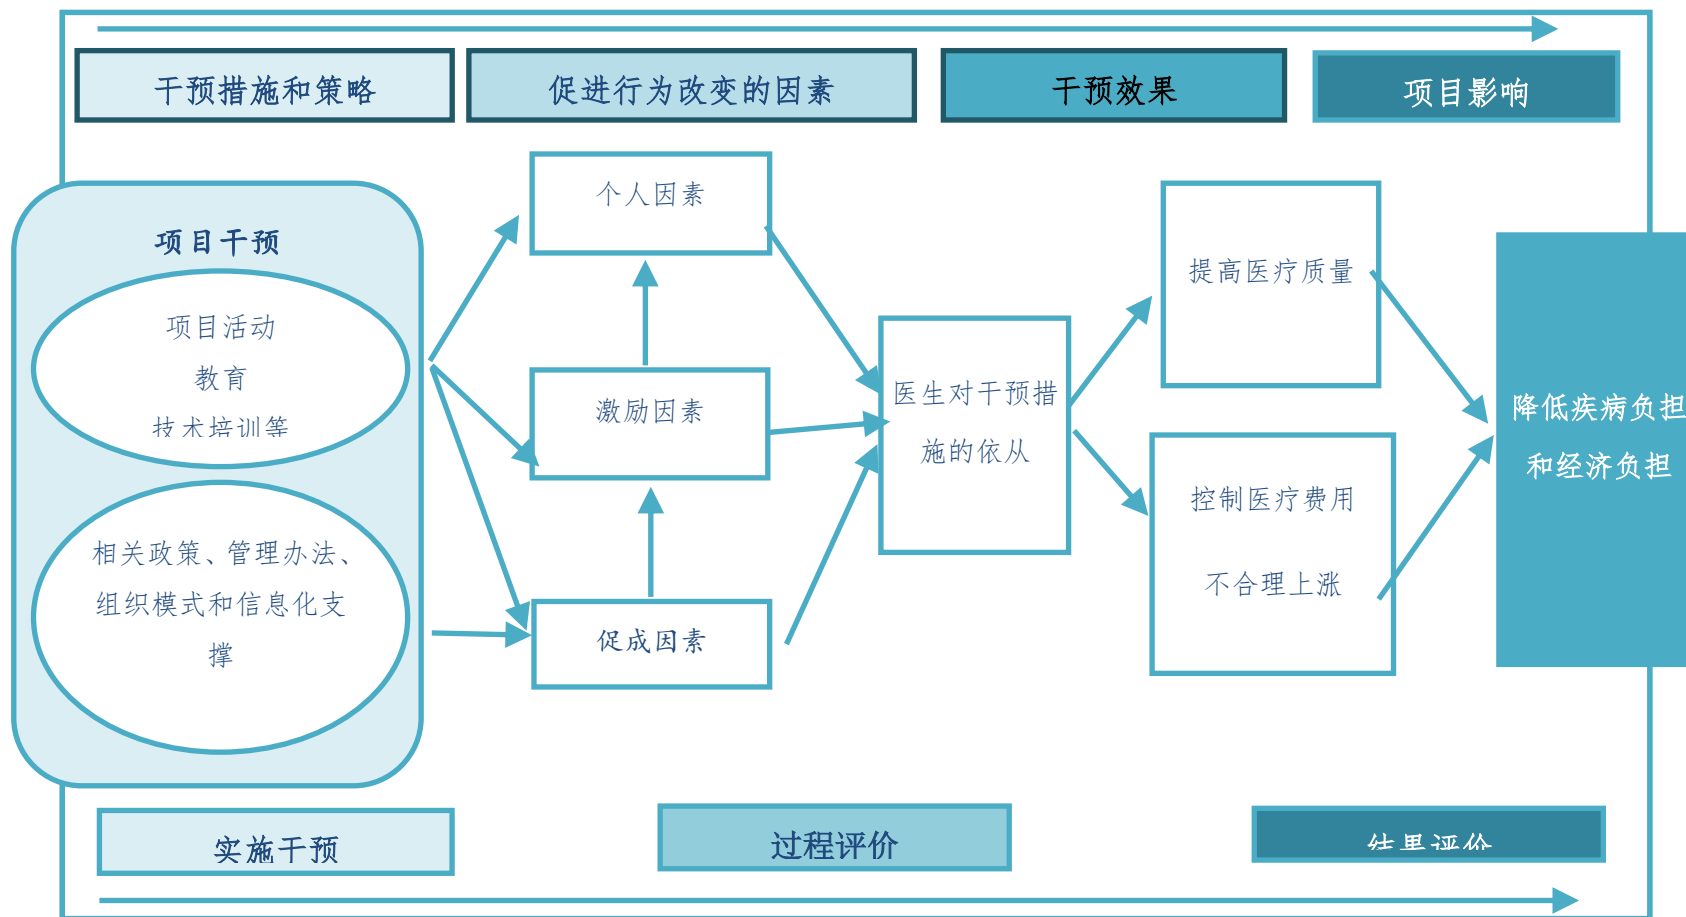 干预措施和策略
促进行为改变的因素
干预效果
项目影响
项目干预
项目活动
教育
技术培训等
相关政策、管理办法、
组织模式和信息化支
撑
个人因素
激励因素
促成因素
医生对干预措
施的依从
提高医疗质量
控制医疗费用
不合理上涨
降低疾病负担
和经济负担
实施干预
过程评价
结果评价